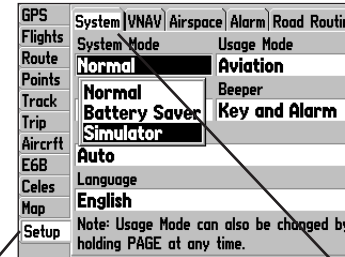 GPS
Flights
Route
Points
Track
Trip
Aircrft
E6B
Celes
Map
Setup
System VNAV Airspace Alarm Road Routin
System Mode Usage Mode
Normal Aviation
Normal
Battery Saver
Simulator
Beeper
Key and Alarm
Auto
Language
English
Note: Usage Mode can also be changed by
holding PAGE at any time.